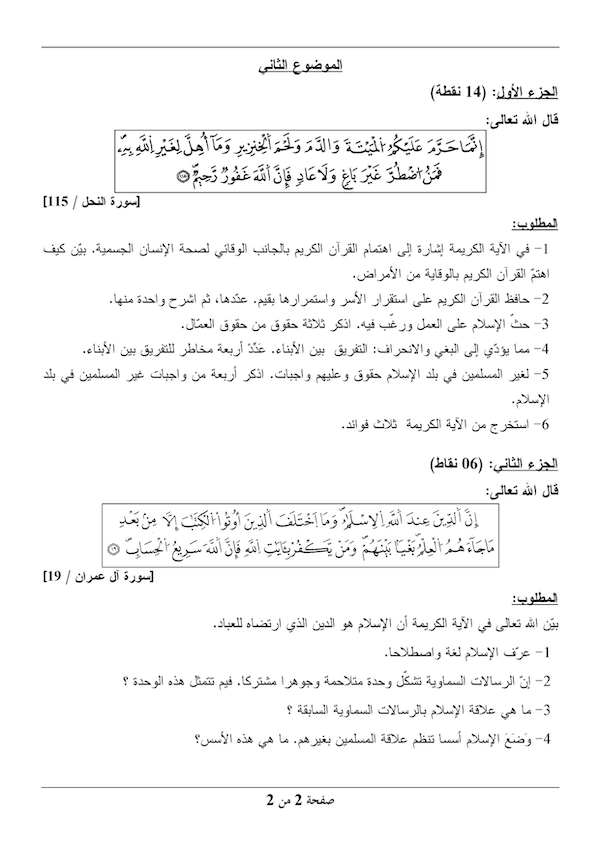 الموضوع الثاني
الجزء الأول: (14 نقطة)
قال الله تعالى:
إِنَّمَا حَرَّمَ عَلَيْكُمُ الْمَيْتَةَ وَالدَّمَ وَلَحْمَ الْخِنزِيرِ وَمَا أُهِلَّ لِغَيْرِ اللَّهِ بِهِ
فَمَنُ اضْطُرَّ غَيْرَ بَاغٍ وَلَا عَادٍ فَإِنَّ اللَّهَ غَفُورٌ رَّحِيمٌ ١١٥
[سورة النحل / 115]
المطلوب:
1- في الآية الكريمة إشارة إلى اهتمام القرآن الكريم بالجانب الوقائي لصحة الإنسان الجسمية. بيّن كيف
اهتمّ القرآن الكريم بالوقاية من الأمراض.
2- حافظ القرآن الكريم على استقرار الأسر واستمرارها بقيم. عدّدها، ثم اشرح واحدة منها.
3- حثّ الإسلام على العمل ورغّب فيه. اذكر ثلاثة حقوق من حقوق العمّال.
4- مما يؤدّي إلى البغي والانحراف: التفريق بين الأبناء. عَدِّدْ أربعة مخاطر للتفريق بين الأبناء.
5- لغير المسلمين في بلد الإسلام حقوق وعليهم واجبات. اذكر أربعة من واجبات غير المسلمين في بلد
الإسلام.
6- استخرج من الآية الكريمة ثلاث فوائد.
الجزء الثاني: (06 نقاط)
قال الله تعالى:
إِنَّ الدِّينَ عِندَ اللَّهِ الْإِسْلَامُ وَمَا اخْتَلَفَ الَّذِينَ أُوتُوا الْكِتَابَ إِلَّا مِنْ بَعْدِ
مَا جَاءَهُمُ الْعِلْمُ بَغْيًا بَيْنَهُمْ وَمَنْ يَكْفُرْ بِآيَاتِ اللَّهِ فَإِنَّ اللَّهَ سَرِيعُ الْحِسَابِ ١٩
[سورة آل عمران / 19]
المطلوب:
بيّن الله تعالى في الآية الكريمة أن الإسلام هو الدين الذي ارتضاه للعباد.
1- عرّف الإسلام لغة واصطلاحا.
2- إنّ الرسالات السماوية تشكّل وحدة متلاحمة وجوهرا مشتركا. فيم تتمثل هذه الوحدة ؟
3- ما هي علاقة الإسلام بالرسالات السماوية السابقة ؟
4- وَضَعَ الإسلام أسسا تنظم علاقة المسلمين بغيرهم. ما هي هذه الأسس؟
صفحة 2 من 2